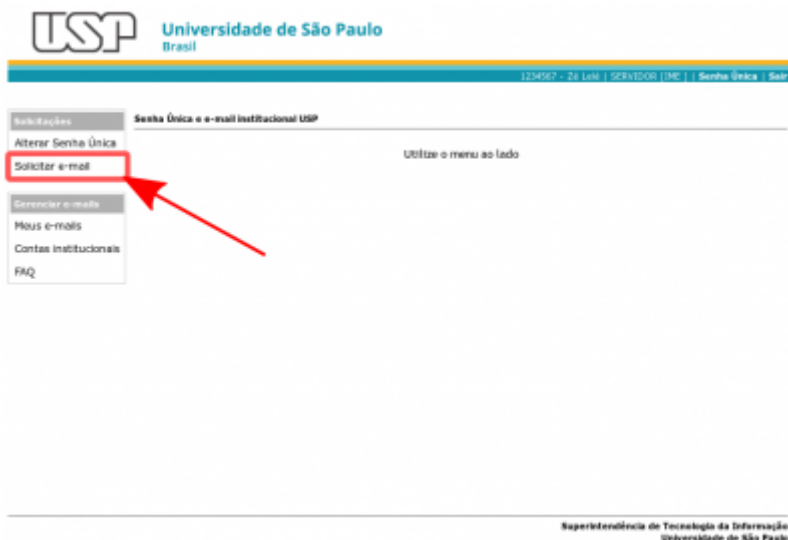 USP
Universidade de São Paulo
Brasil
1234567 - Zé Lelé | SERVIDOR [IME ] | Senha Única | Sair
Solicitações
Senha Única e e-mail institucional USP
Alterar Senha Única
Utilize o menu ao lado
Solicitar e-mail
Gerenciar e-mails
Meus e-mails
Contas institucionais
FAQ
Superintendência de Tecnologia da Informação
Universidade de São Paulo